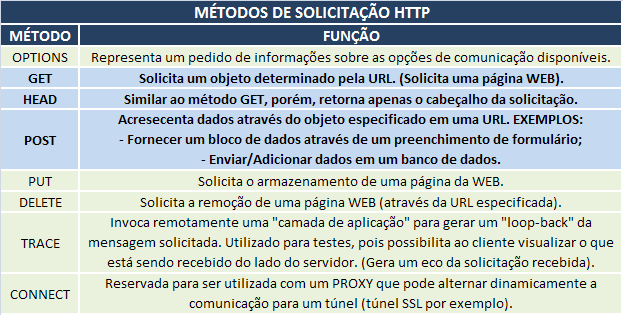 MÉTODOS DE SOLICITAÇÃO HTTP
MÉTODO FUNÇÃO
OPTIONS Representa um pedido de informações sobre as opções de comunicação disponíveis.
GET Solicita um objeto determinado pela URL. (Solicita uma página WEB).
HEAD Similar ao método GET, porém, retorna apenas o cabeçalho da solicitação.
POST Acresecenta dados através do objeto especificado em uma URL. EXEMPLOS:
- Fornecer um bloco de dados através de um preenchimento de formulário;
- Enviar/Adicionar dados em um banco de dados.
PUT Solicita o armazenamento de uma página da WEB.
DELETE Solicita a remoção de uma página WEB (através da URL especificada).
TRACE Invoca remotamente uma "camada de aplicação" para gerar um "loop-back" da
mensagem solicitada. Utilizado para testes, pois possibilita ao cliente visualizar o que
está sendo recebido do lado do servidor. (Gera um eco da solicitação recebida).
CONNECT Reservada para ser utilizada com um PROXY que pode alternar dinamicamente a
comunicação para um túnel (túnel SSL por exemplo).